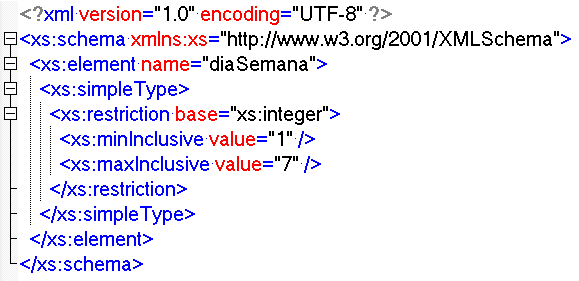 <?xml version="1.0" encoding="UTF-8" ?>
<xs:schema xmlns:xs="http://www.w3.org/2001/XMLSchema">
<xs:element name="diaSemana">
<xs:simpleType>
<xs:restriction base="xs:integer">
<xs:minInclusive value="1" />
<xs:maxInclusive value="7" />
</xs:restriction>
</xs:simpleType>
</xs:element>
</xs:schema>